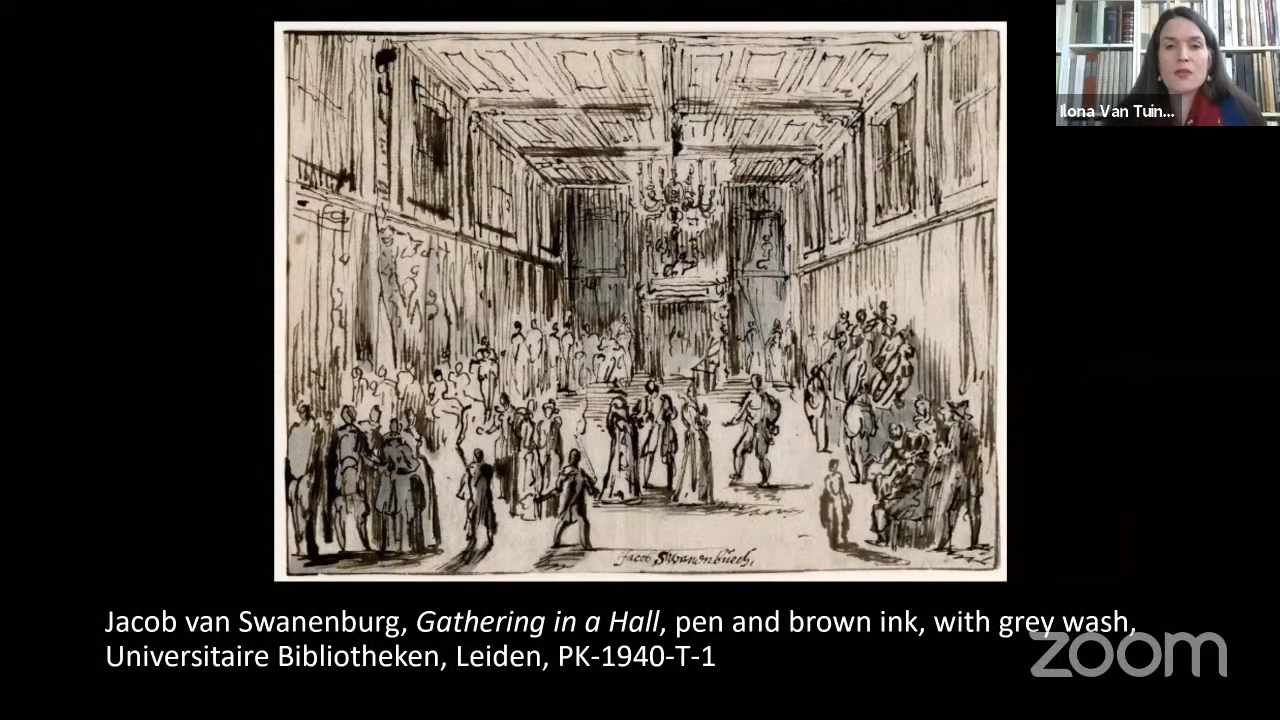 Ilona Van Tuin...
Jacob Swanenburch,
Jacob van Swanenburg, Gathering in a Hall, pen and brown ink, with grey wash,
Universitaire Bibliotheken, Leiden, PK-1940-T-1
zoom